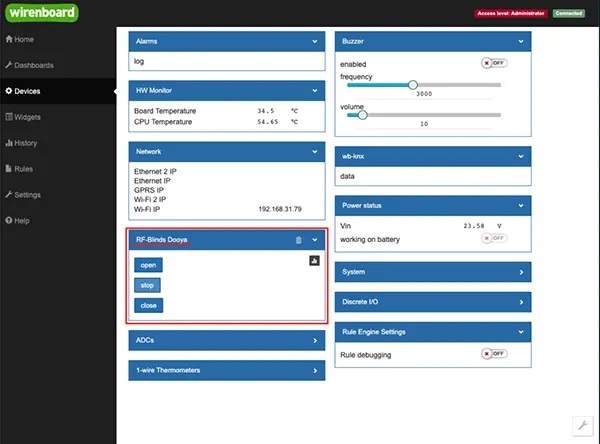 wirenboard
Access level: Administrator
Connected
Home
Dashboards
Devices
Widgets
History
Rules
Settings
Help
Alarms
log
HW Monitor
Board Temperature 34.5 °C
CPU Temperature 54.65 °C
Network
Ethernet 2 IP
Ethernet IP
GPRS IP
Wi-Fi 2 IP
Wi-Fi IP 192.168.31.79
RF-Blinds Dooya
open
stop
close
ADCs
1-wire Thermometers
Buzzer
enabled OFF
frequency
3000
volume
10
wb-knx
data
Power status
Vin 23.58 V
working on battery OFF
System
Discrete I/O
Rule Engine Settings
Rule debugging OFF